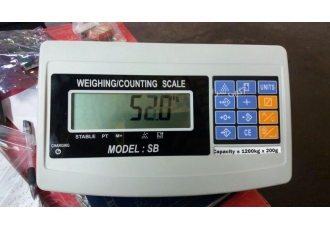 WEIGHING/COUNTING SCALE
52.0
UNITS
STABLE PT M+
CE
CHARGING
MODEL : SB
Capacity = 1200kg x 200g